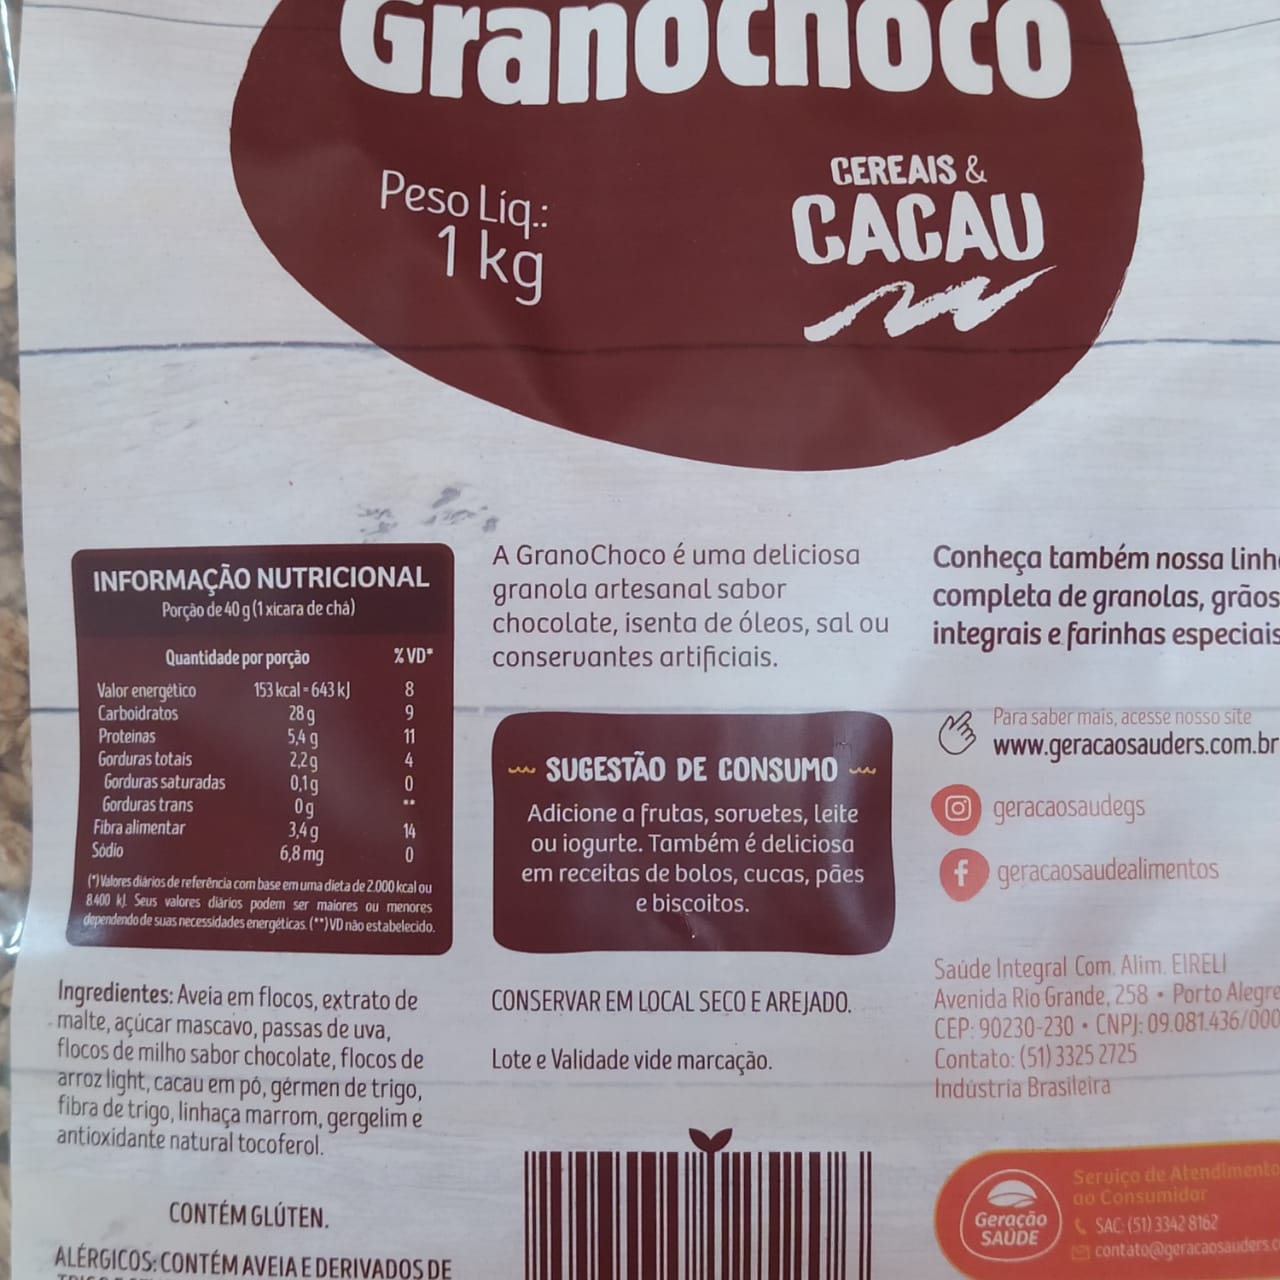 GranoChoco
Peso Líq.:
1 kg
CEREAIS &
CACAU
INFORMAÇÃO NUTRICIONAL
Porção de 40 g (1 xícara de chá)
Quantidade por porção %VD*
Valor energético 153 kcal = 643 kJ 8
Carboidratos 28 g 9
Proteínas 5,4 g 11
Gorduras totais 2,2 g 4
Gorduras saturadas 0,1 g 0
Gorduras trans 0 g **
Fibra alimentar 3,4 g 14
Sódio 6,8 mg 0
(*) Valores diários de referência com base em uma dieta de 2.000 kcal ou
8.400 kJ. Seus valores diários podem ser maiores ou menores
dependendo de suas necessidades energéticas. (**) VD não estabelecido.
Ingredientes: Aveia em flocos, extrato de
malte, açúcar mascavo, passas de uva,
flocos de milho sabor chocolate, flocos de
arroz light, cacau em pó, gérmen de trigo,
fibra de trigo, linhaça marrom, gergelim e
antioxidante natural tocoferol.
CONTÉM GLÚTEN.
ALÉRGICOS: CONTÉM AVEIA E DERIVADOS DE
A GranoChoco é uma deliciosa
granola artesanal sabor
chocolate, isenta de óleos, sal ou
conservantes artificiais.
SUGESTÃO DE CONSUMO
Adicione a frutas, sorvetes, leite
ou iogurte. Também é deliciosa
em receitas de bolos, cucas, pães
e biscoitos.
CONSERVAR EM LOCAL SECO E AREJADO.
Lote e Validade vide marcação.
Conheça também nossa linh
completa de granolas, grãos
integrais e farinhas especiais
Para saber mais, acesse nosso site
www.geracaosauders.com.br
geracaosaudegs
geracaosaudealimentos
Saúde Integral Com. Alim. EIRELI
Avenida Rio Grande, 258 • Porto Alegre
CEP: 90230-230 • CNPJ: 09.081.436/000
Contato: (51) 3325 2725
Indústria Brasileira
Geração
SAÚDE
Serviço de Atendimento
ao Consumidor
SAC: (51) 3342 8162
contato@geracaosauders.c